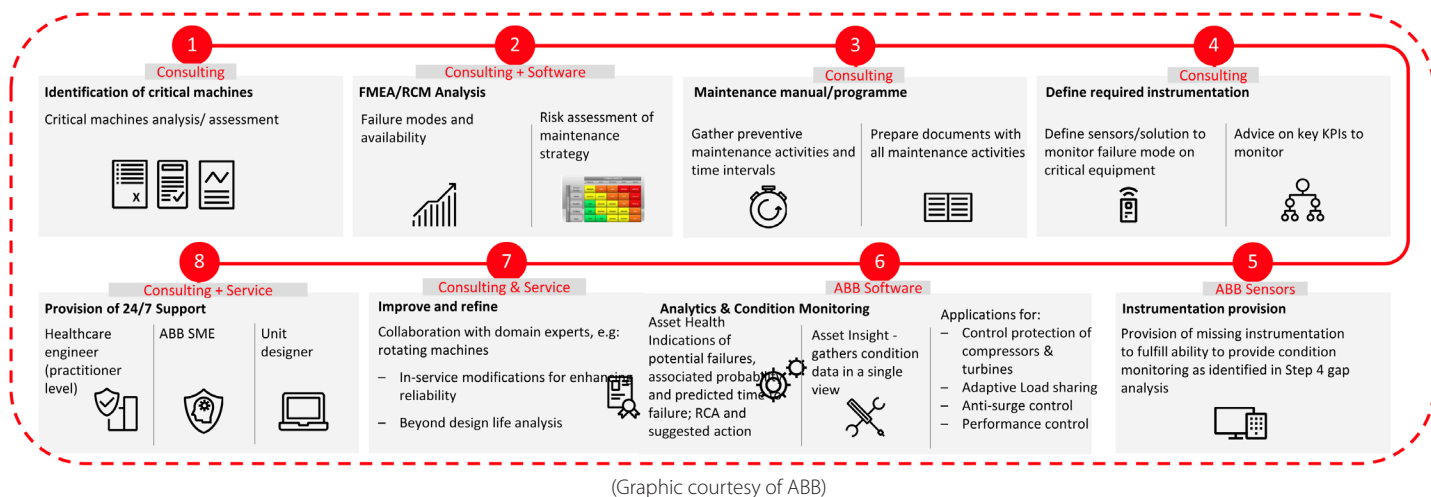 1
Consulting
Identification of critical machines
Critical machines analysis/ assessment
X
2
Consulting + Software
FMEA/RCM Analysis
Failure modes and
availability
Risk assessment of
maintenance
strategy
3
Consulting
Maintenance manual/programme
Gather preventive
maintenance activities and
time intervals
Prepare documents with
all maintenance activities
4
Consulting
Define required instrumentation
Define sensors/solution to
monitor failure mode on
critical equipment
Advice on key KPIs to
monitor
8
Consulting + Service
Provision of 24/7 Support
Healthcare
engineer
(practitioner
level)
ABB SME
Unit
designer
7
Consulting & Service
Improve and refine
Collaboration with domain experts, e.g:
rotating machines
– In-service modifications for enhancing
reliability
– Beyond design life analysis
6
ABB Software
Analytics & Condition Monitoring
Asset Health
Indications of
potential failures,
associated probability
and predicted time to
failure; RCA and
suggested action
Asset Insight -
gathers condition
data in a single
view
Applications for:
– Control protection of
compressors &
turbines
– Adaptive Load sharing
– Anti-surge control
– Performance control
5
ABB Sensors
Instrumentation provision
Provision of missing instrumentation
to fulfill ability to provide condition
monitoring as identified in Step 4 gap
analysis
(Graphic courtesy of ABB)